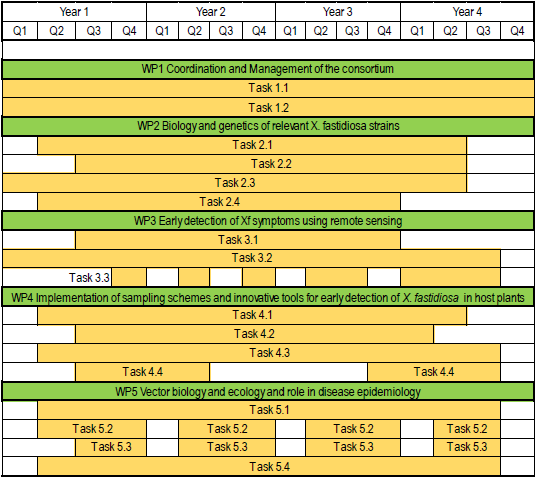 Year 1 Year 2 Year 3 Year 4
Q1 Q2 Q3 Q4 Q1 Q2 Q3 Q4 Q1 Q2 Q3 Q4 Q1 Q2 Q3 Q4
WP1 Coordination and Management of the consortium
Task 1.1
Task 1.2
WP2 Biology and genetics of relevant X. fastidiosa strains
Task 2.1
Task 2.2
Task 2.3
Task 2.4
WP3 Early detection of Xf symptoms using remote sensing
Task 3.1
Task 3.2
Task 3.3
WP4 Implementation of sampling schemes and innovative tools for early detection of X. fastidiosa in host plants
Task 4.1
Task 4.2
Task 4.3
Task 4.4 Task 4.4
WP5 Vector biology and ecology and role in disease epidemiology
Task 5.1
Task 5.2 Task 5.2 Task 5.2 Task 5.2
Task 5.3 Task 5.3 Task 5.3 Task 5.3
Task 5.4